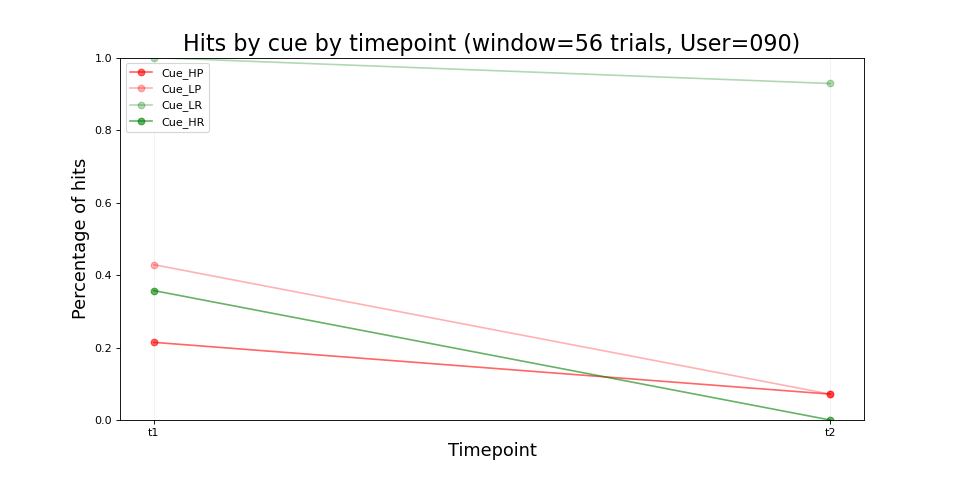 Hits by cue by timepoint (window=56 trials, User=090)
Cue_HP
Cue_LP
Cue_LR
Cue_HR
Percentage of hits
1.0
0.8
0.6
0.4
0.2
0.0
t1
t2
Timepoint